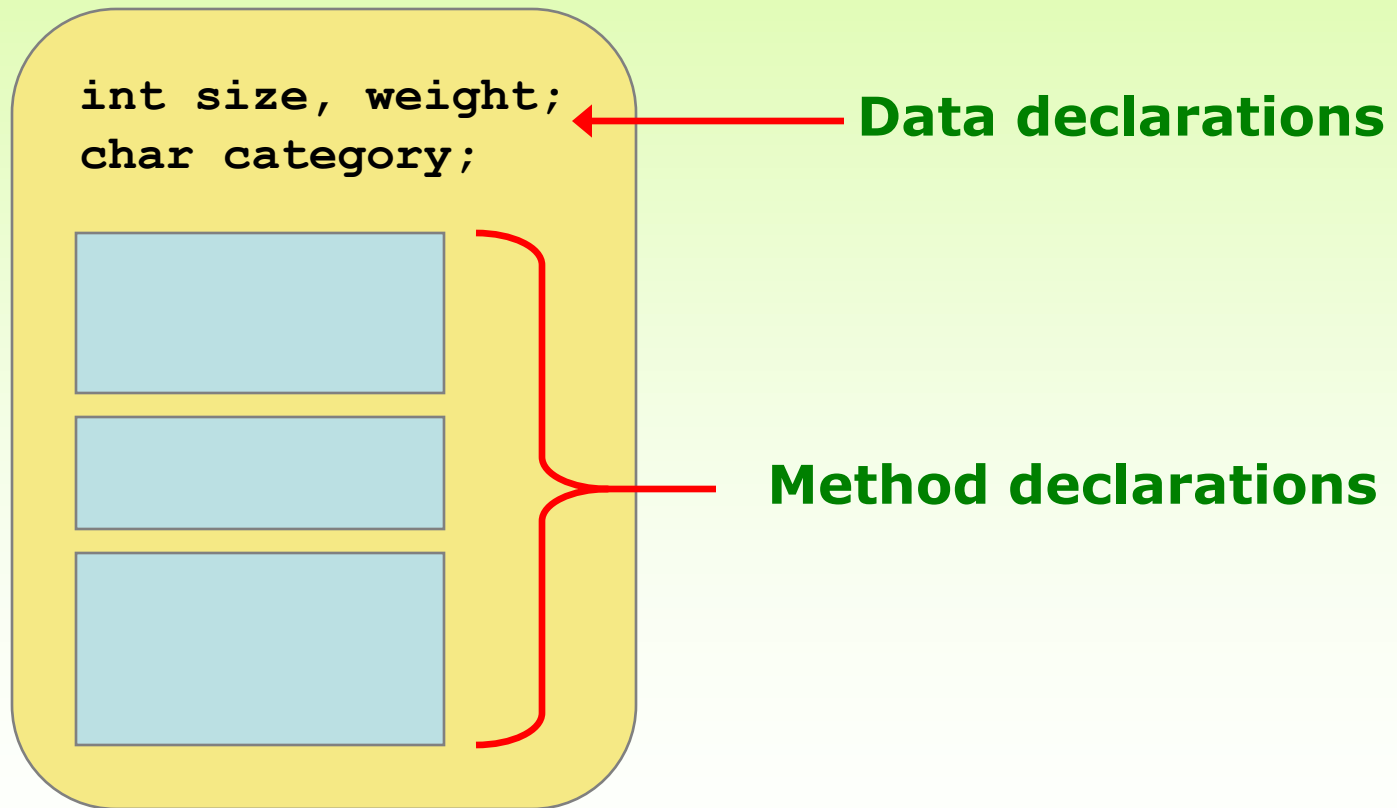 int size, weight;
char category;
Data declarations
Method declarations